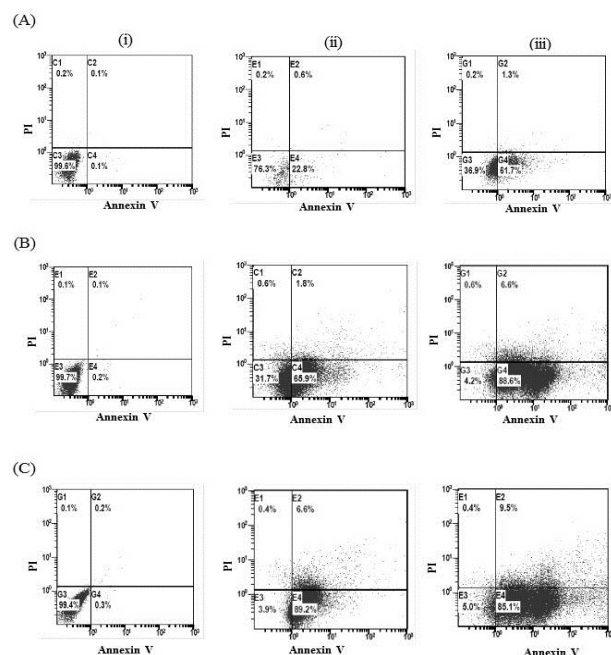 (A)
(i) (ii) (iii)
C1 C2
0.2% 0.1%
C3 C4
99.6% 0.1%
PI
Annexin V
E1 E2
0.2% 0.6%
E3 E4
76.3% 22.8%
PI
Annexin V
G1 G2
0.2% 1.3%
G3 G4
36.9% 61.7%
PI
Annexin V
(B)
E1 E2
0.1% 0.1%
E3 E4
99.7% 0.2%
PI
Annexin V
C1 C2
0.6% 1.8%
C3 C4
31.7% 65.9%
PI
Annexin V
G1 G2
0.6% 6.6%
G3 G4
4.2% 88.6%
PI
Annexin V
(C)
G1 G2
0.1% 0.2%
G3 G4
99.4% 0.3%
PI
Annexin V
E1 E2
0.4% 6.6%
E3 E4
3.9% 89.2%
PI
Annexin V
E1 E2
0.4% 9.5%
E3 E4
5.0% 85.1%
PI
Annexin V